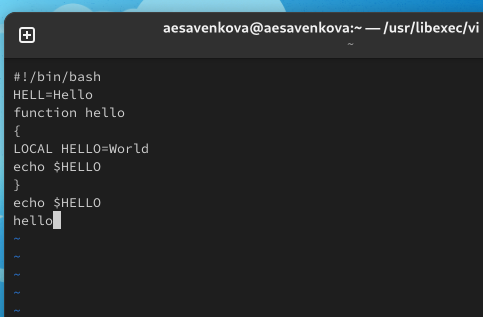 aesavenkova@aesavenkova:~ — /usr/libexec/vi
~
#!/bin/bash
HELL=Hello
function hello
{
LOCAL HELLO=World
echo $HELLO
}
echo $HELLO
hello
~
~
~
~
~